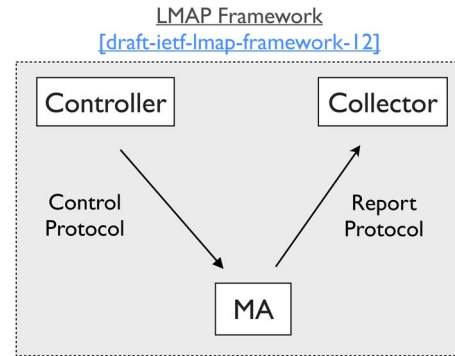 LMAP Framework
[draft-ietf-lmap-framework-12]
Controller
Collector
Control
Protocol
Report
Protocol
MA